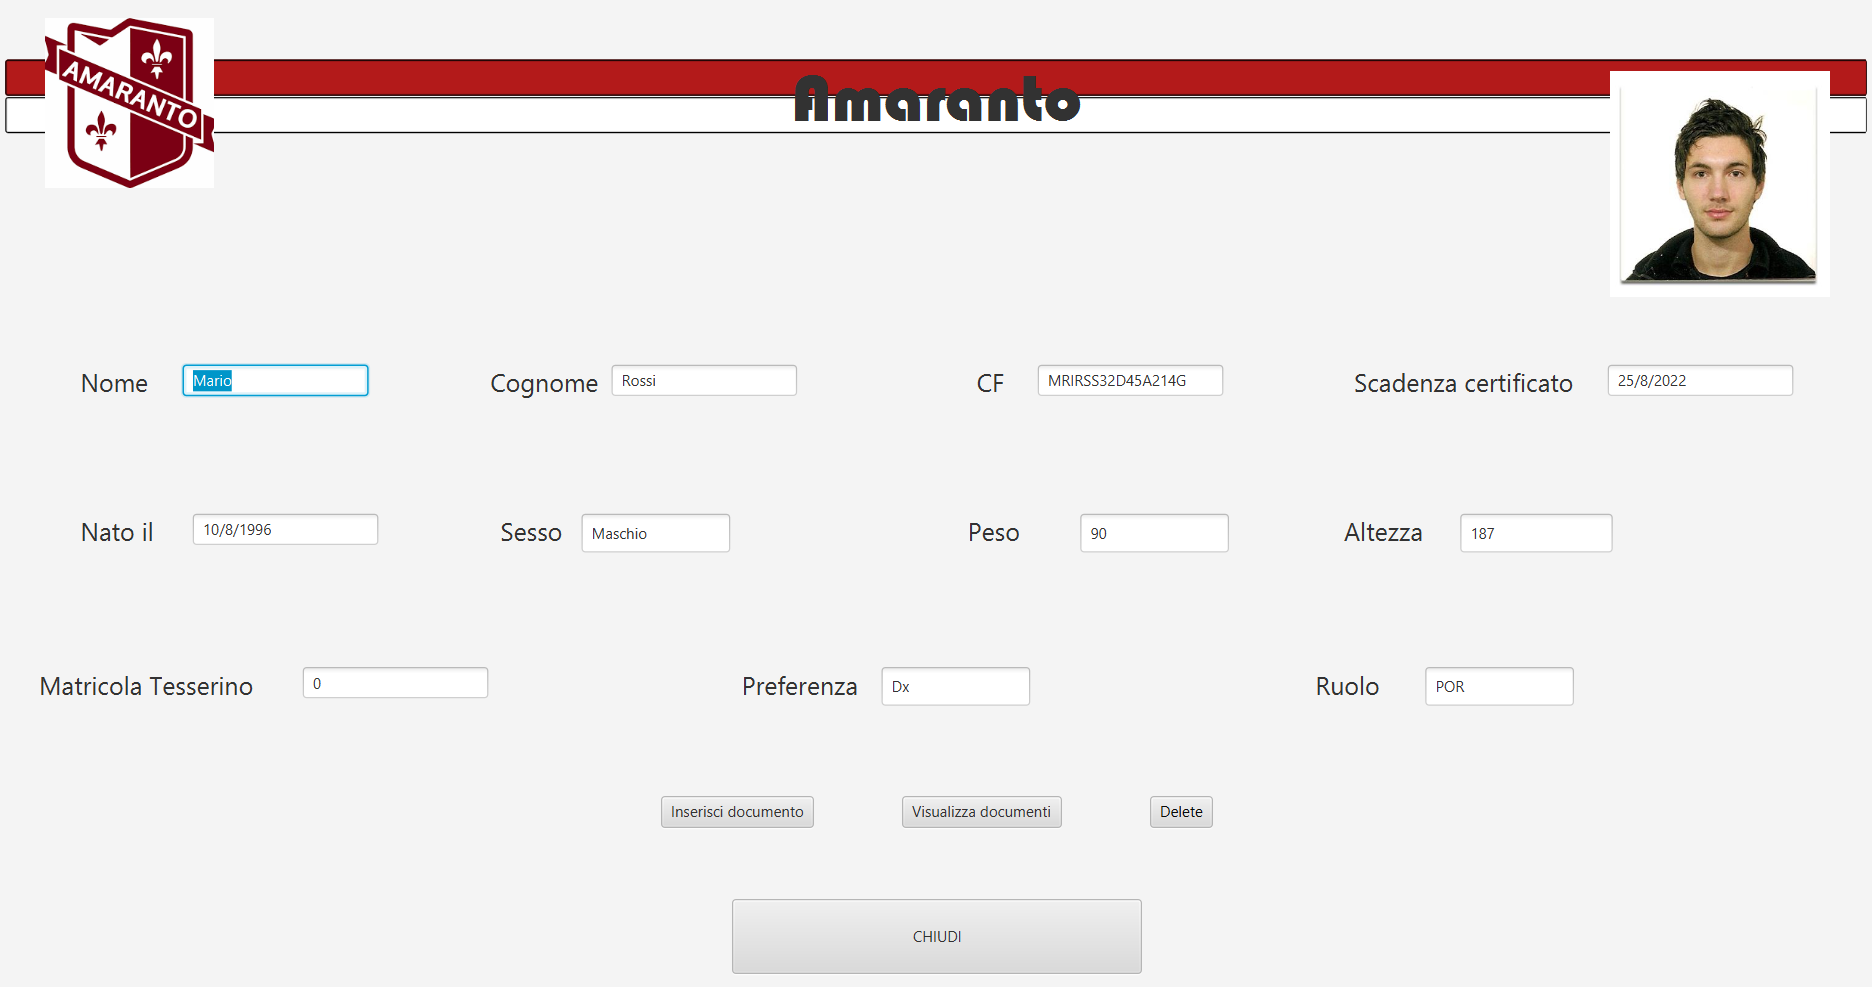 AMARANTO
Amaranto
Nome Mario Cognome Rossi CF MRIRSS32D45A214G Scadenza certificato 25/8/2022
Nato il 10/8/1996 Sesso Maschio Peso 90 Altezza 187
Matricola Tesserino 0 Preferenza Dx Ruolo POR
Inserisci documento Visualizza documenti Delete
CHIUDI